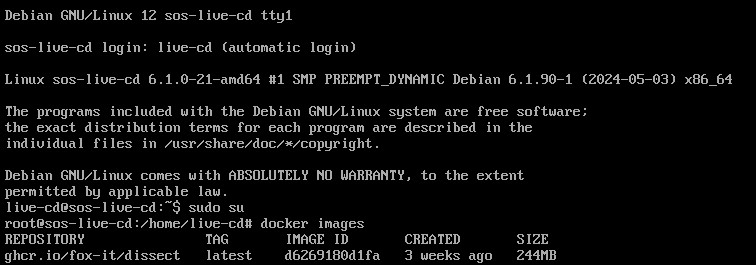 Debian GNU/Linux 12 sos-live-cd tty1
sos-live-cd login: live-cd (automatic login)
Linux sos-live-cd 6.1.0-21-amd64 #1 SMP PREEMPT_DYNAMIC Debian 6.1.90-1 (2024-05-03) x86_64
The programs included with the Debian GNU/Linux system are free software;
the exact distribution terms for each program are described in the
individual files in /usr/share/doc/*/copyright.
Debian GNU/Linux comes with ABSOLUTELY NO WARRANTY, to the extent
permitted by applicable law.
live-cd@sos-live-cd:~$ sudo su
root@sos-live-cd:/home/live-cd# docker images
REPOSITORY TAG IMAGE ID CREATED SIZE
ghcr.io/fox-it/dissect latest d6269180d1fa 3 weeks ago 244MB